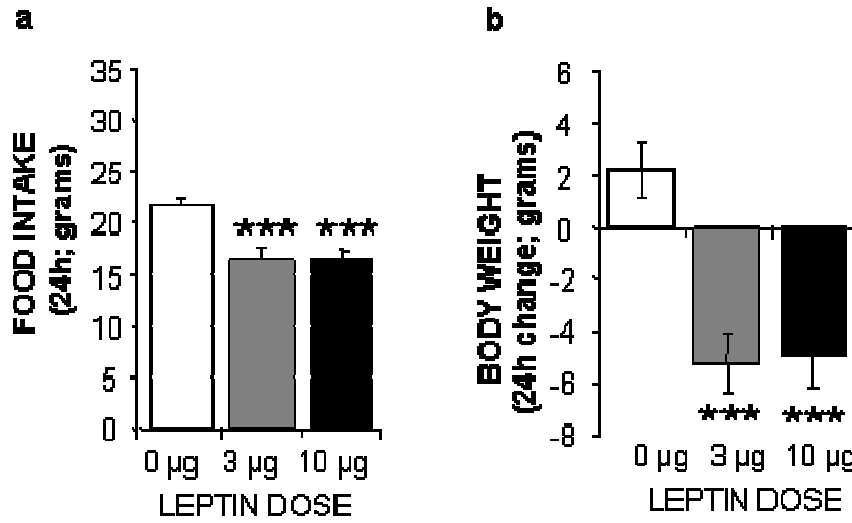 a
FOOD INTAKE
(24h; grams)
35
30
25
20
15
10
5
0
*** ***
0 µg 3 µg 10 µg
LEPTIN DOSE
b
BODY WEIGHT
(24h change; grams)
6
4
2
0
-2
-4
-6
-8
*** ***
0 µg 3 µg 10 µg
LEPTIN DOSE